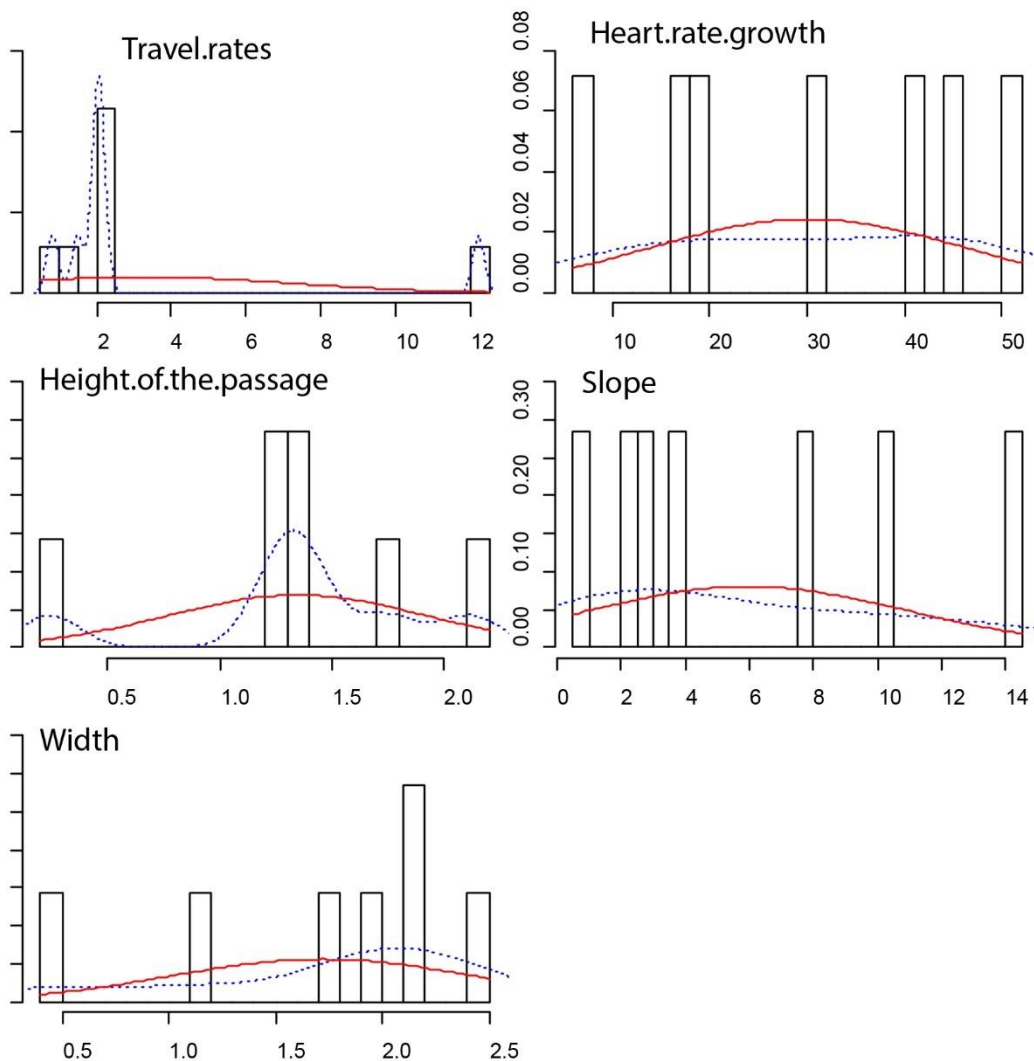 Travel.rates
2 4 6 8 10 12
Heart.rate.growth
0.00 0.02 0.04 0.06 0.08
10 20 30 40 50
Height.of.the.passage
0.5 1.0 1.5 2.0
Slope
0.00 0.10 0.20 0.30
0 2 4 6 8 10 12 14
Width
0.5 1.0 1.5 2.0 2.5